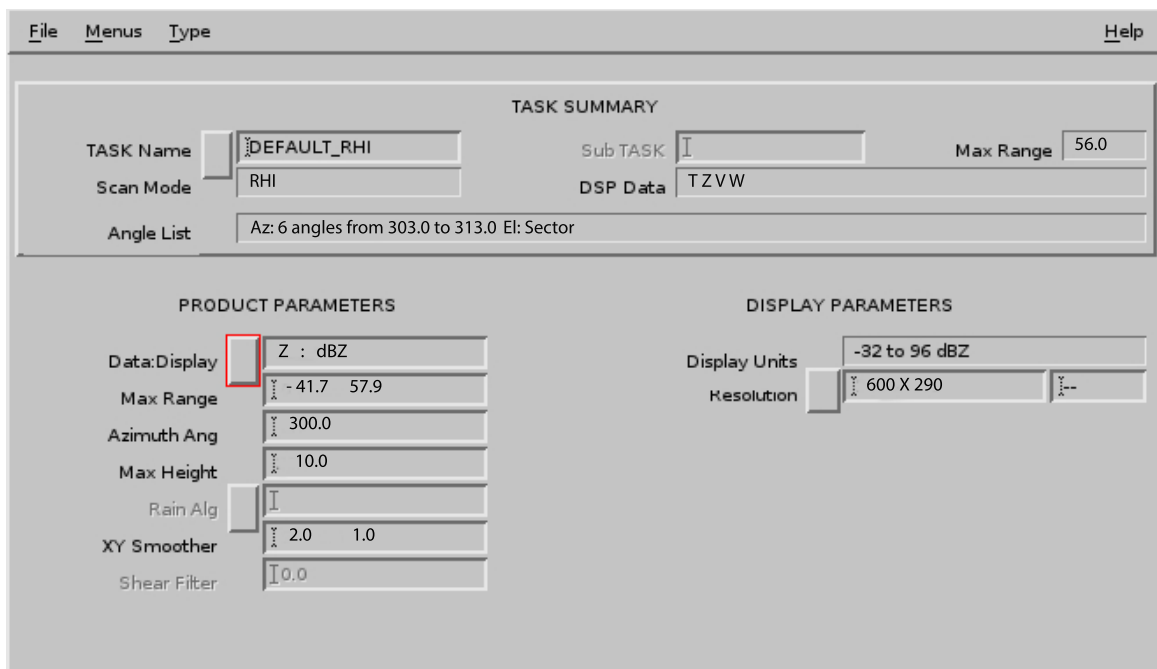 File Menus Type Help
TASK SUMMARY
TASK Name DEFAULT_RHI Sub TASK Max Range 56.0
Scan Mode RHI DSP Data T Z V W
Angle List Az: 6 angles from 303.0 to 313.0 El: Sector
PRODUCT PARAMETERS DISPLAY PARAMETERS
Data:Display Z : dBZ Display Units -32 to 96 dBZ
Max Range - 41.7 57.9 Resolution 600 X 290 --
Azimuth Ang 300.0
Max Height 10.0
Rain Alg
XY Smoother 2.0 1.0
Shear Filter 0.0